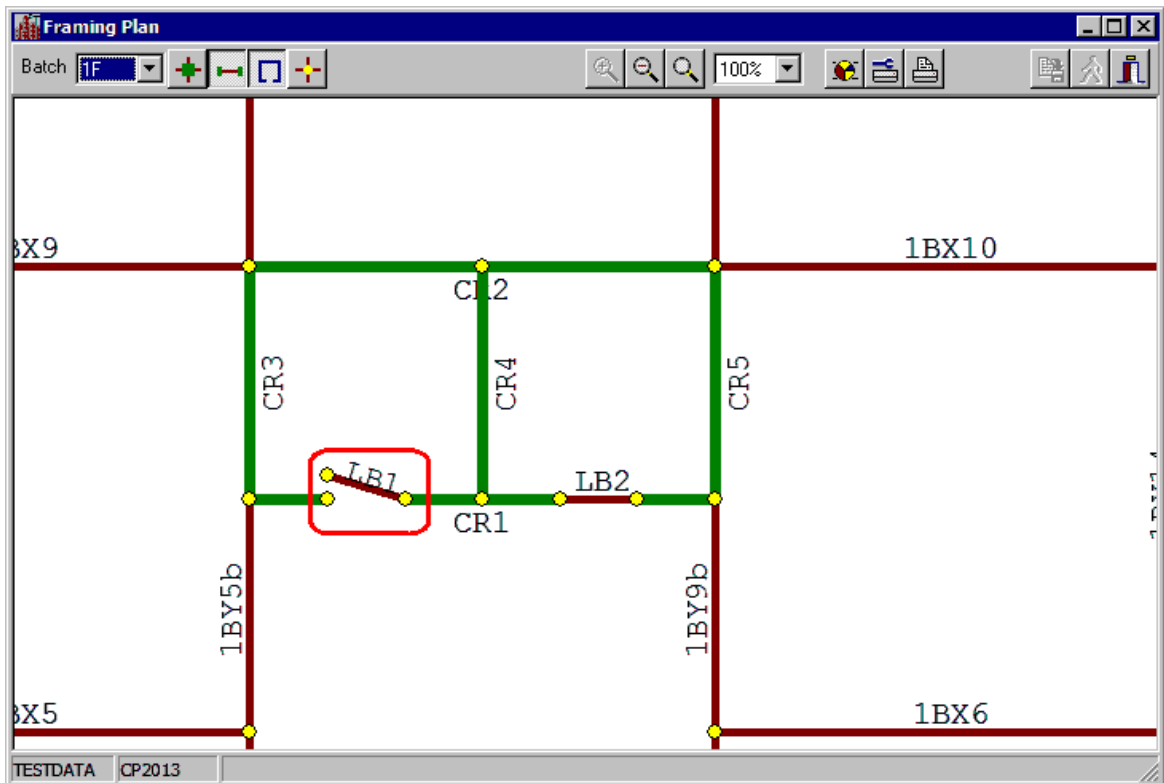 Framing Plan
Batch 1F 100%
BX9 1BX10
CR2
CR3 CR4 CR5
LB1 LB2
CR1
1BY5b 1BY9b
BX5 1BX6
TESTDATA CP2013